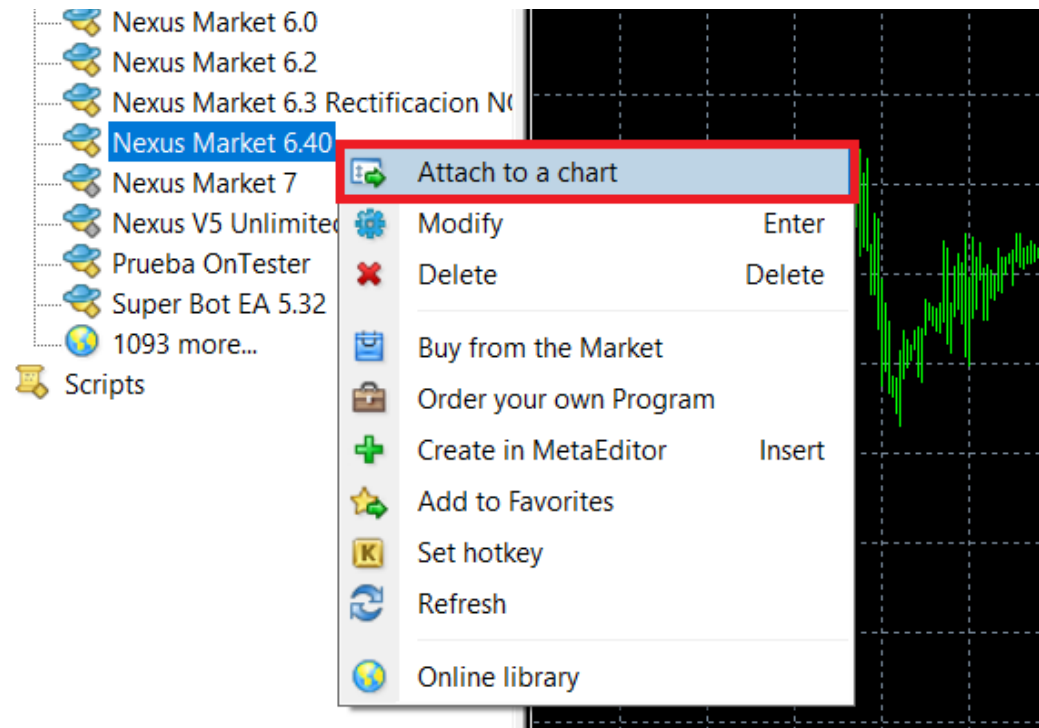 Nexus Market 6.0
Nexus Market 6.2
Nexus Market 6.3 Rectificacion N
Nexus Market 6.40
Nexus Market 7
Nexus V5 Unlimited
Prueba OnTester
Super Bot EA 5.32
1093 more...
Scripts
Attach to a chart
Modify Enter
Delete Delete
Buy from the Market
Order your own Program
Create in MetaEditor Insert
Add to Favorites
K Set hotkey
Refresh
Online library